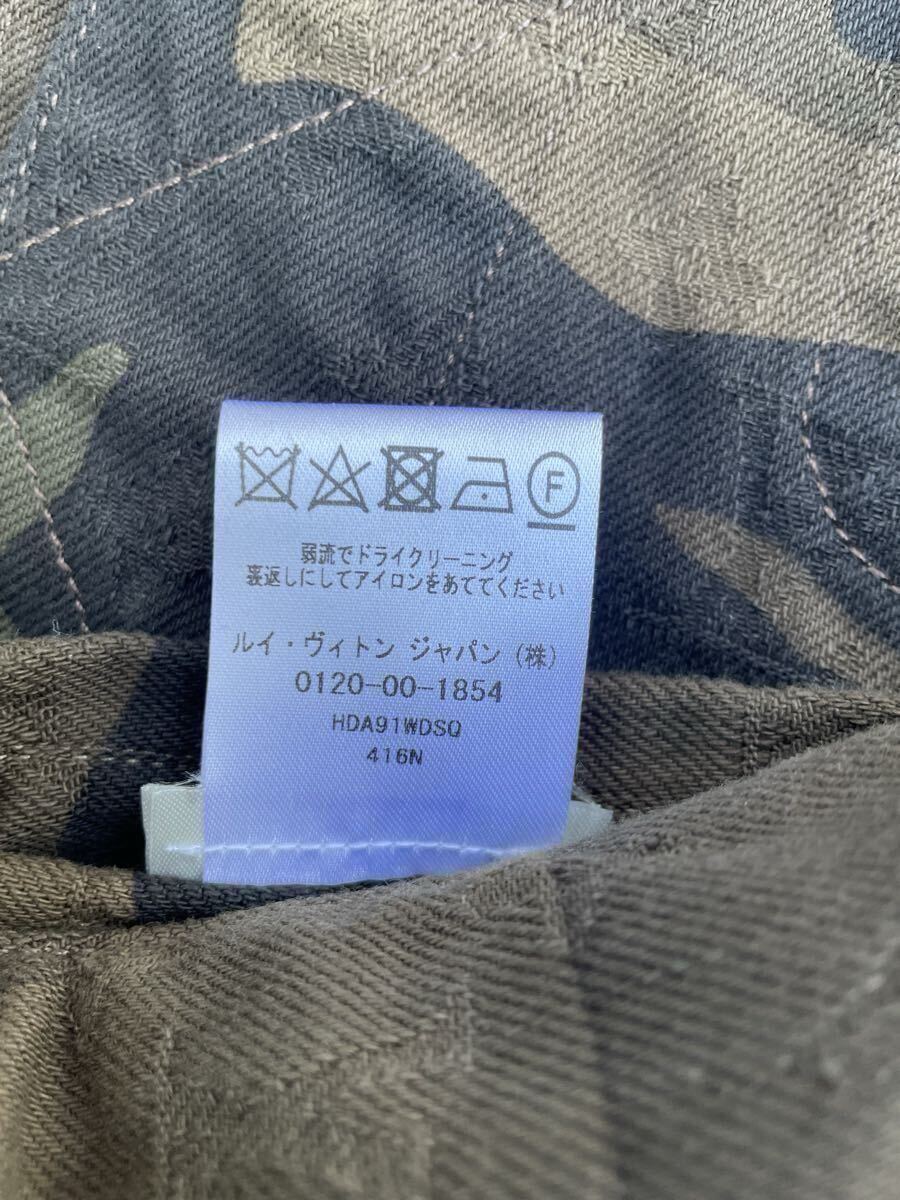 F
弱流でドライクリーニング
裏返しにしてアイロンをあててください
ルイ・ヴィトン ジャパン (株)
0120-00-1854
HDA91WDSQ
416N